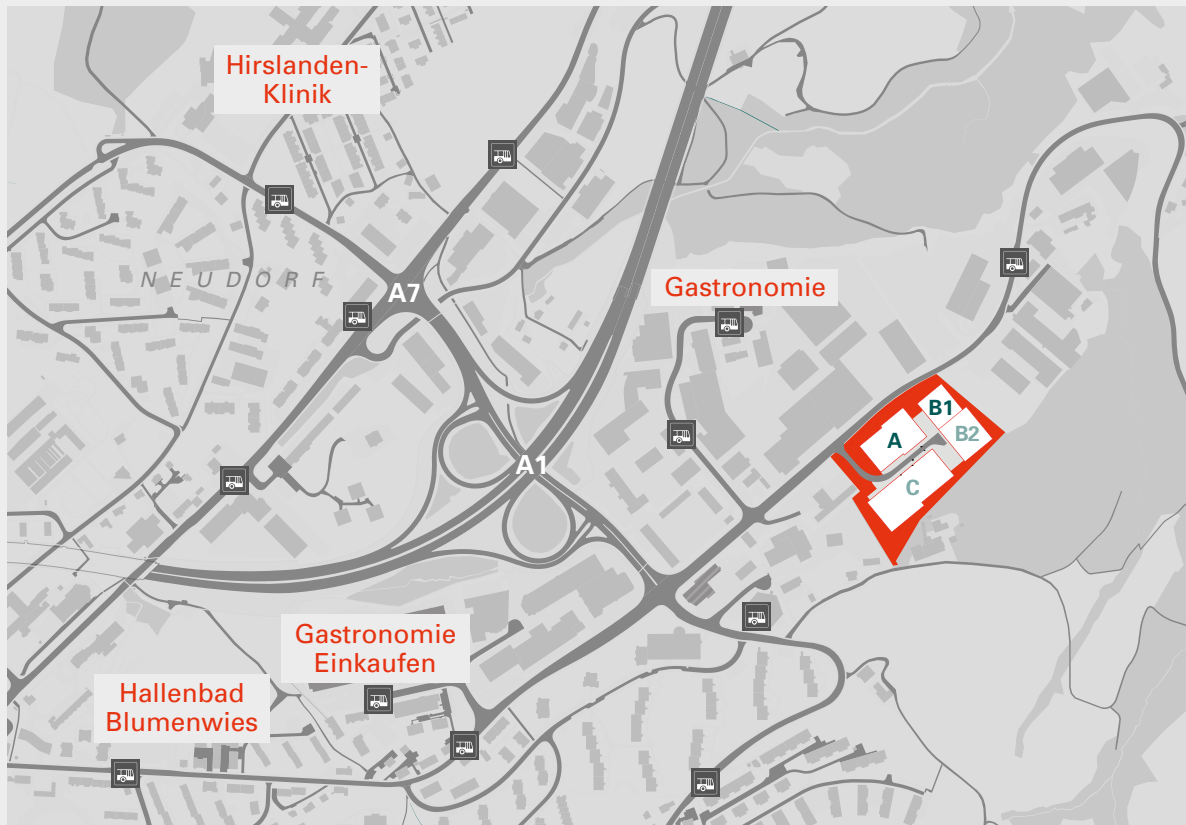 Hirslanden-
Klinik
NEUDORF
A7
Gastronomie
B1
A
B2
A1
C
Gastronomie
Einkaufen
Hallenbad
Blumenwies